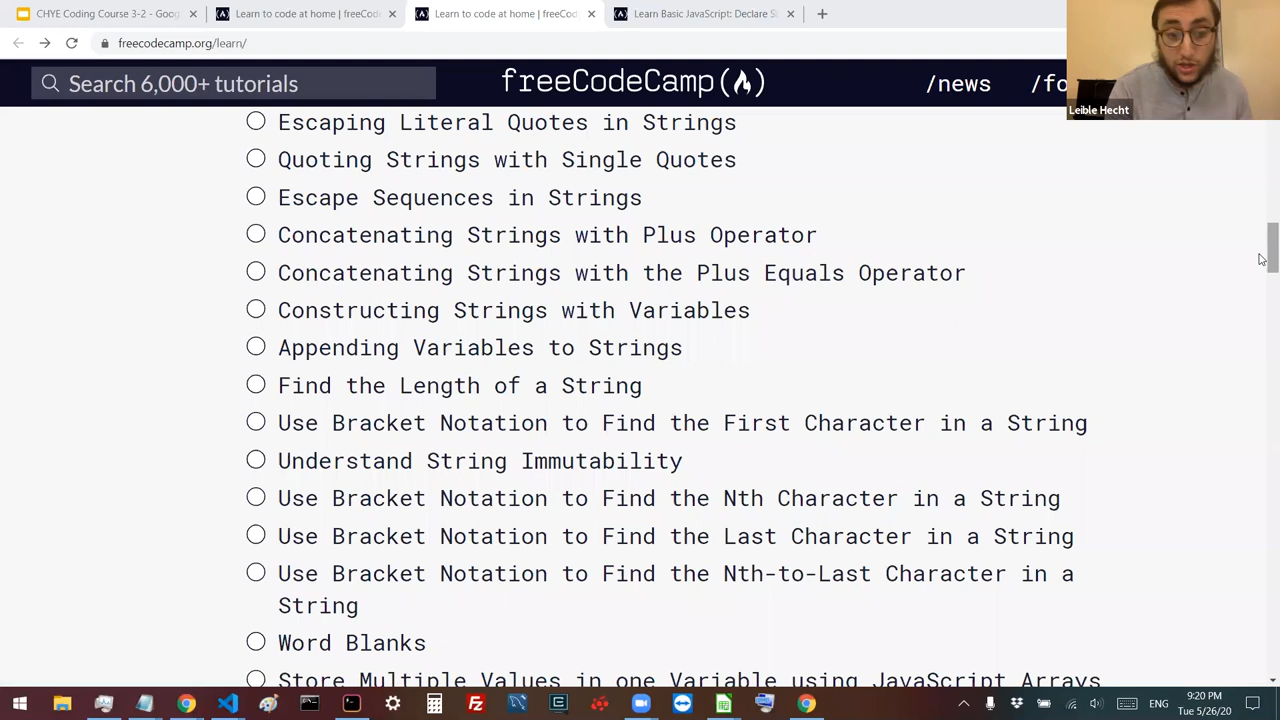 CHYE Coding Course 3-2 - Goog
Learn to code at home | freeCode
Learn to code at home | freeCod
Learn Basic JavaScript: Declare S
freecodecamp.org/learn/
Search 6,000+ tutorials
freeCodeCamp
/news
/fo
Leible Hecht
Escaping Literal Quotes in Strings
Quoting Strings with Single Quotes
Escape Sequences in Strings
Concatenating Strings with Plus Operator
Concatenating Strings with the Plus Equals Operator
Constructing Strings with Variables
Appending Variables to Strings
Find the Length of a String
Use Bracket Notation to Find the First Character in a String
Understand String Immutability
Use Bracket Notation to Find the Nth Character in a String
Use Bracket Notation to Find the Last Character in a String
Use Bracket Notation to Find the Nth-to-Last Character in a
String
Word Blanks
Store Multiple Values in one Variable using JavaScript Arrays
ENG
9:20 PM
Tue 5/26/20